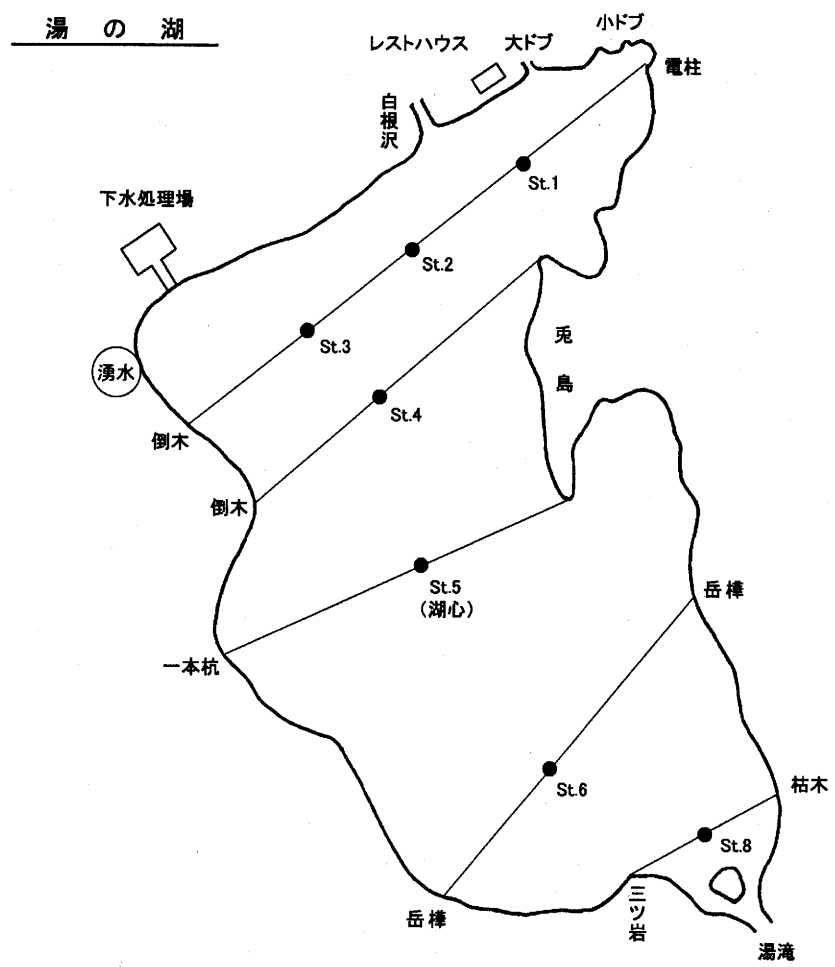 湯の湖
小ドブ
レストハウス
大ドブ
電柱
白根沢
St.1
下水処理場
St.2
兎島
St.3
湧水
St.4
倒木
倒木
St.5
(湖心)
岳樺
一本杭
St.6
枯木
St.8
岳樺
三ツ岩
湯滝